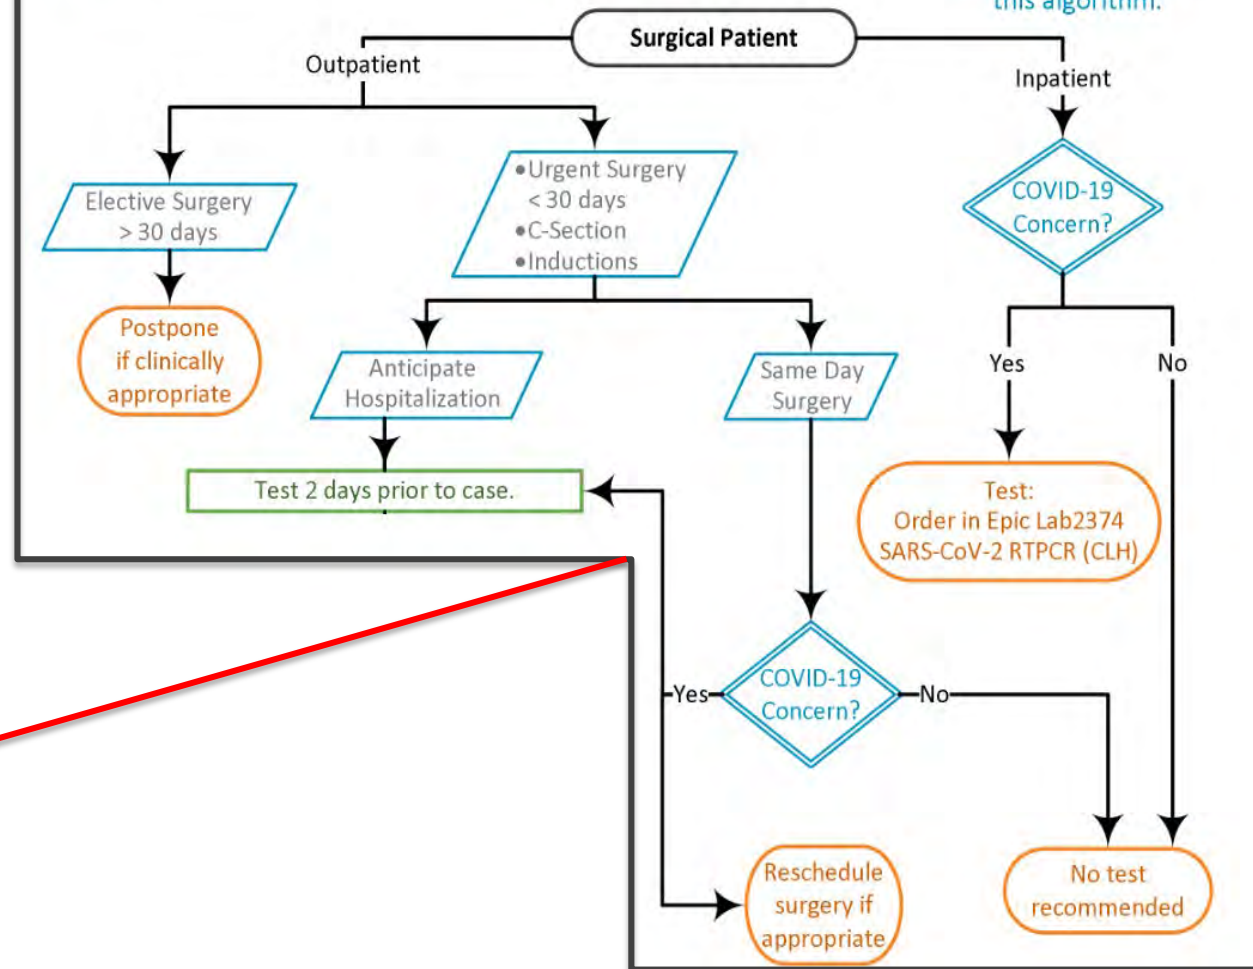 this algorithm.
Surgical Patient
Outpatient
Inpatient
Elective Surgery
> 30 days
•Urgent Surgery
< 30 days
•C-Section
•Inductions
COVID-19
Concern?
Postpone
if clinically
appropriate
Anticipate
Hospitalization
Same Day
Surgery
Yes
No
Test 2 days prior to case.
Test:
Order in Epic Lab2374
SARS-CoV-2 RTPCR (CLH)
COVID-19
Concern?
Yes
No
Reschedule
surgery if
appropriate
No test
recommended